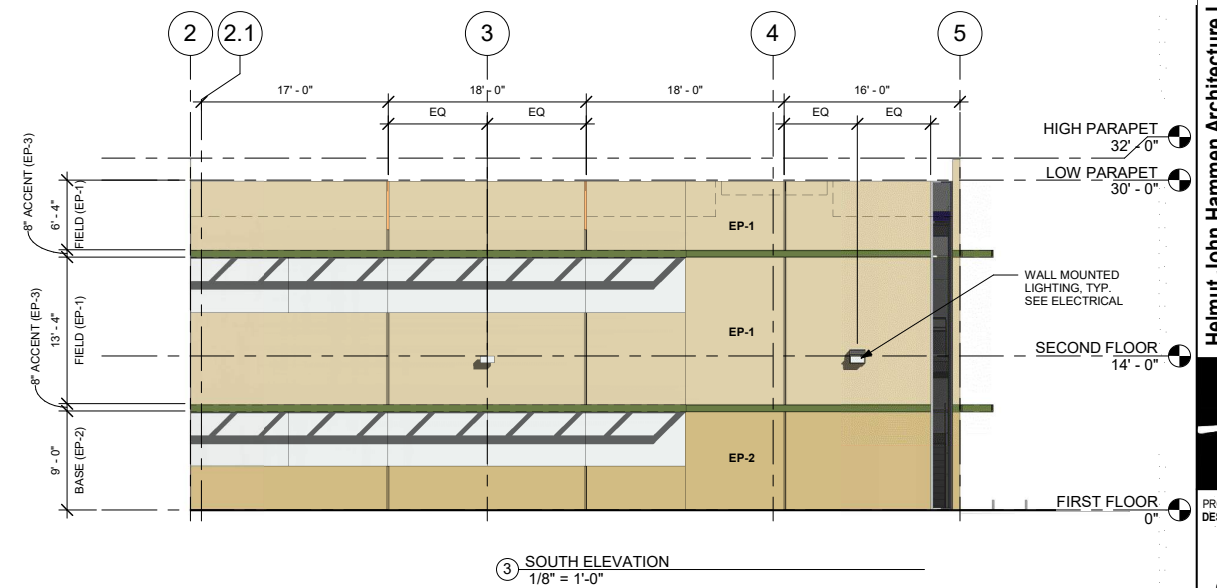 2
2.1
3
4
5
17' - 0"
18' - 0"
18' - 0"
16' - 0"
EQ
EQ
EQ
EQ
HIGH PARAPET
32' - 0"
LOW PARAPET
30' - 0"
8" ACCENT (EP-3)
6' - 4"
FIELD (EP-1)
EP-1
WALL MOUNTED
LIGHTING, TYP.
SEE ELECTRICAL
8" ACCENT (EP-3)
13' - 4"
FIELD (EP-1)
EP-1
SECOND FLOOR
14' - 0"
9' - 0"
BASE (EP-2)
EP-2
FIRST FLOOR
0"
3
SOUTH ELEVATION
1/8" = 1'-0"
Helmut John Hammen Architecture